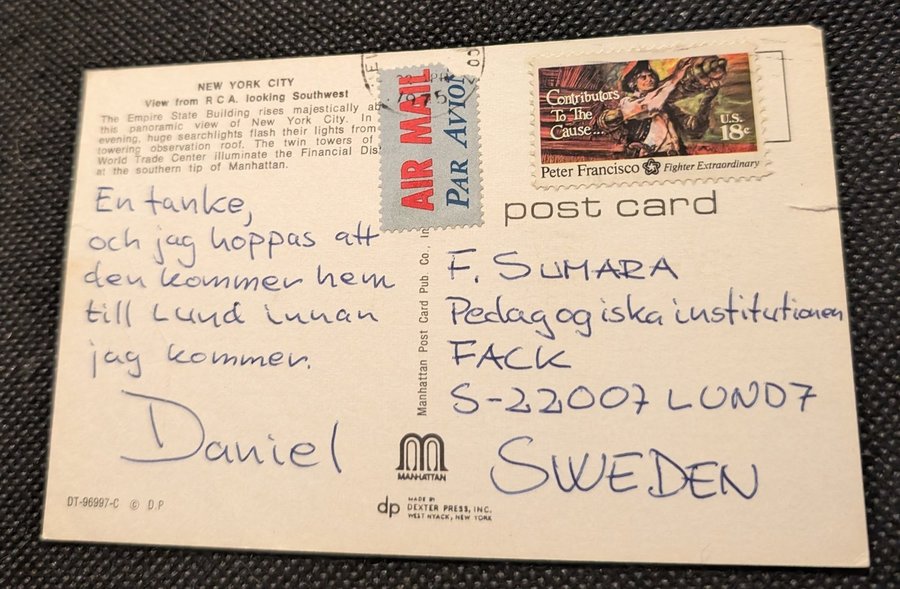 NEW YORK CITY
View from R C A. looking Southwest
The Empire State Building rises majestically
this panoramic view of New York City. In
evening, huge searchlights flash their lights from
towering observation roof. The twin towers of
World Trade Center illuminate the Financial
at the southern tip of Manhattan.
En tanke,
och jag hoppas att
den kommer hem
till Lund innan
jag kommer.
Daniel
DT-96997-C © D.P
AIR MAIL
PAR AVION
1975
Manhattan Post Card Pub Co.,
MANHATTAN
dp MADE BY
DEXTER PRESS, INC.
WEST NYACK, NEW YORK
Contributors
To The
Cause...
U.S.
18c
Peter Francisco Fighter Extraordinary
post card
F. SUMARA
Pedagogiska institutionen
FACK
S-22007 LUND7
SWEDEN